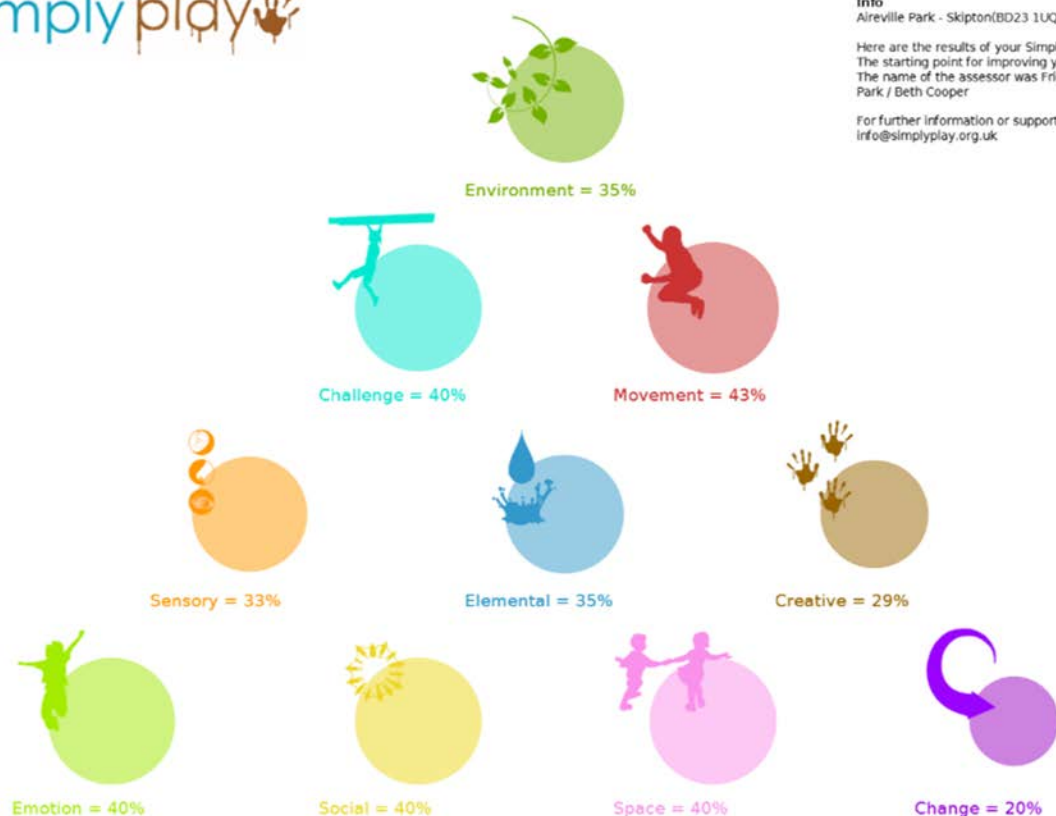 mply play
Info
Aireville Park - Skipton(BD23 1UQ
Here are the results of your Simpl
The starting point for improving y
The name of the assessor was Fri
Park / Beth Cooper
For further information or support
info@simplyplay.org.uk
Environment = 35%
Challenge = 40%
Movement = 43%
Sensory = 33%
Elemental = 35%
Creative = 29%
Emotion = 40%
Social = 40%
Space = 40%
Change = 20%